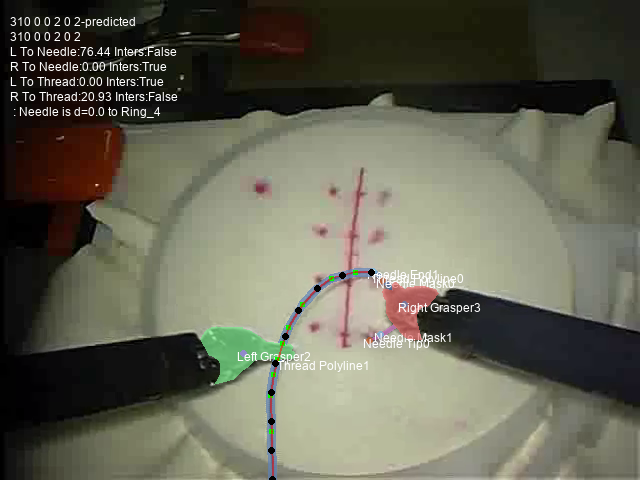 310 0 0 2 0 2-predicted
310 0 0 2 0 2
L To Needle:76.44 Inters:False
R To Needle:0.00 Inters:True
L To Thread:0.00 Inters:True
R To Thread:20.93 Inters:False
: Needle is d=0.0 to Ring_4
Needle End1
Thread Polyline0
Needle Mask0
Right Grasper3
Needle Mask1
Needle Tip0
Left Grasper2
Thread Polyline1